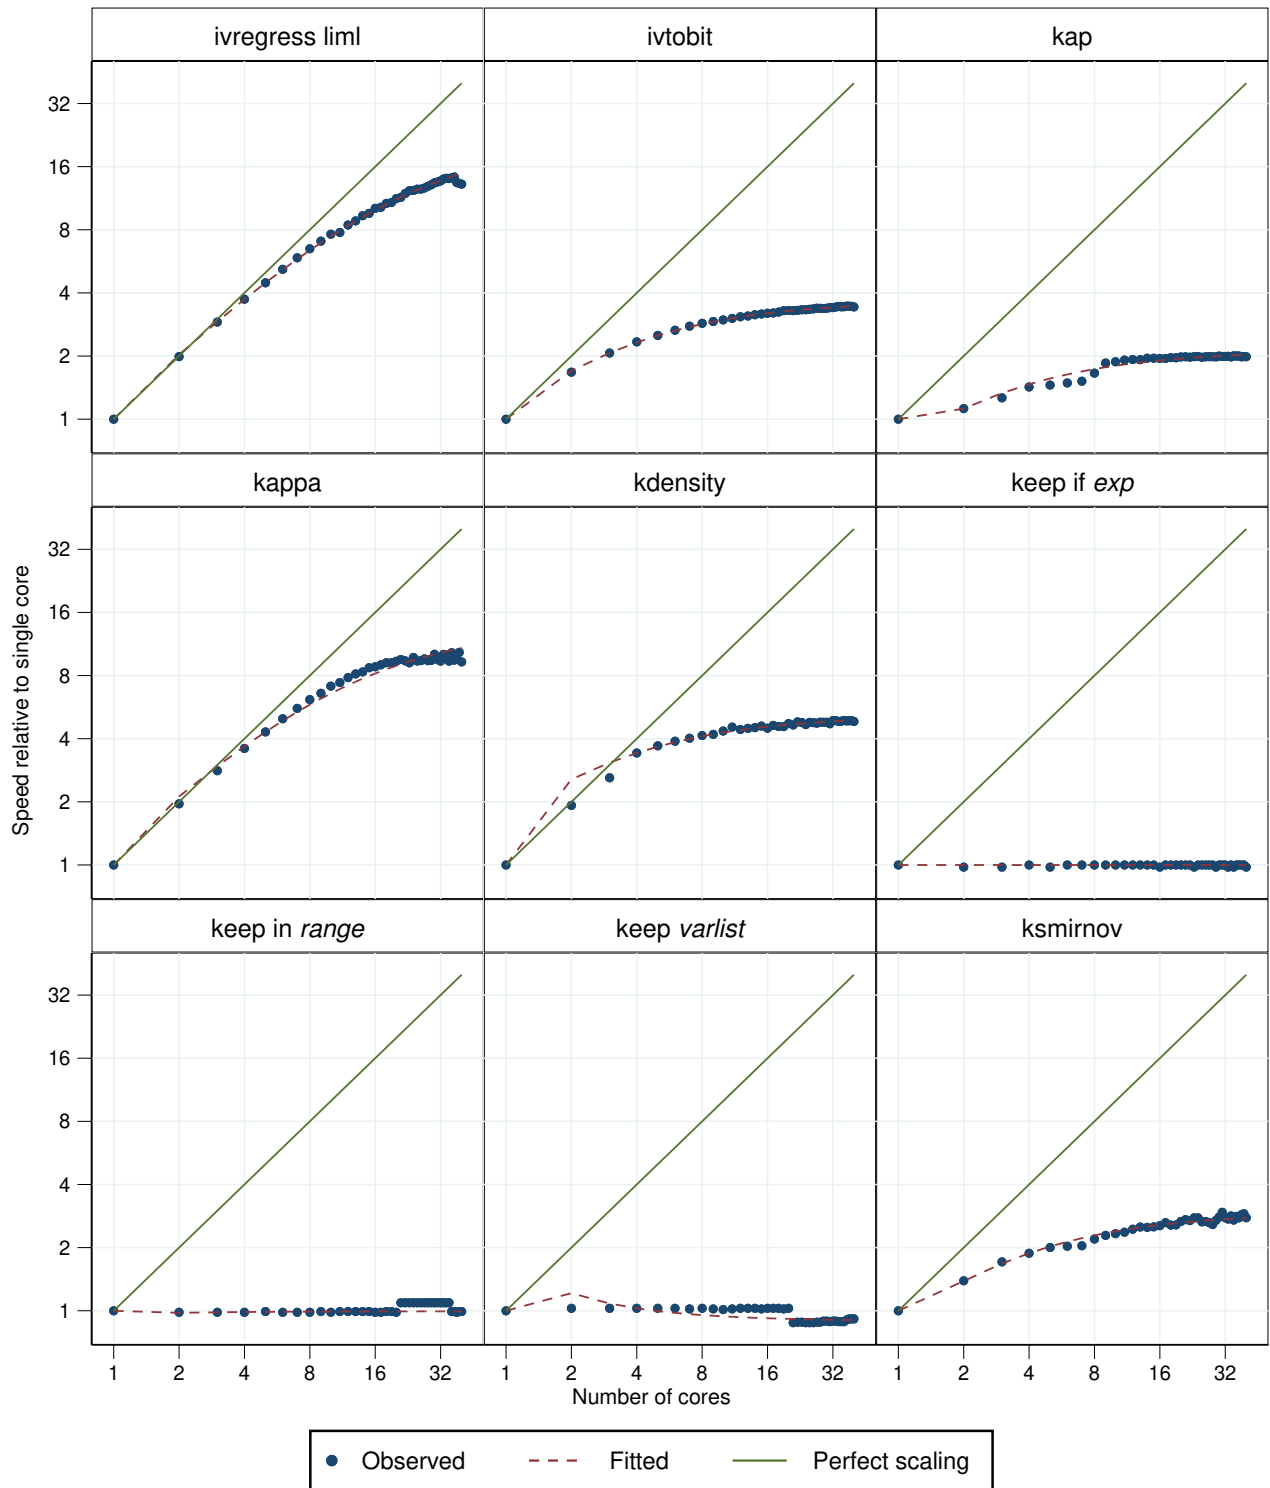 ivregress liml ivtobit kap
32
16
8
4
2
1
kappa kdensity keep if exp
32
16
8
4
2
1
keep in range keep varlist ksmirnov
32
16
8
4
2
1
1 2 4 8 16 32 1 2 4 8 16 32 1 2 4 8 16 32
Speed relative to single core
Number of cores
Observed Fitted Perfect scaling